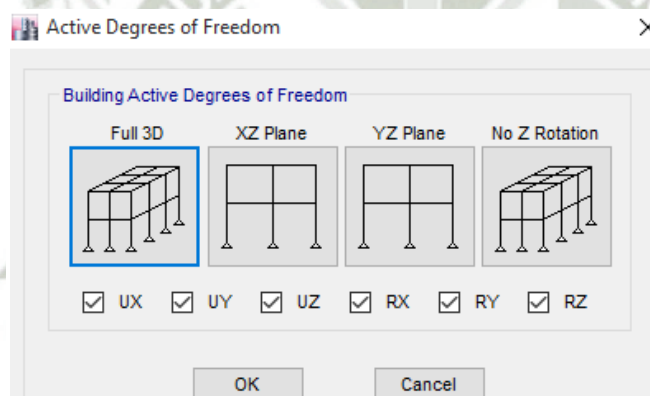 Active Degrees of Freedom
Building Active Degrees of Freedom
Full 3D XZ Plane YZ Plane No Z Rotation
UX UY UZ RX RY RZ
OK Cancel